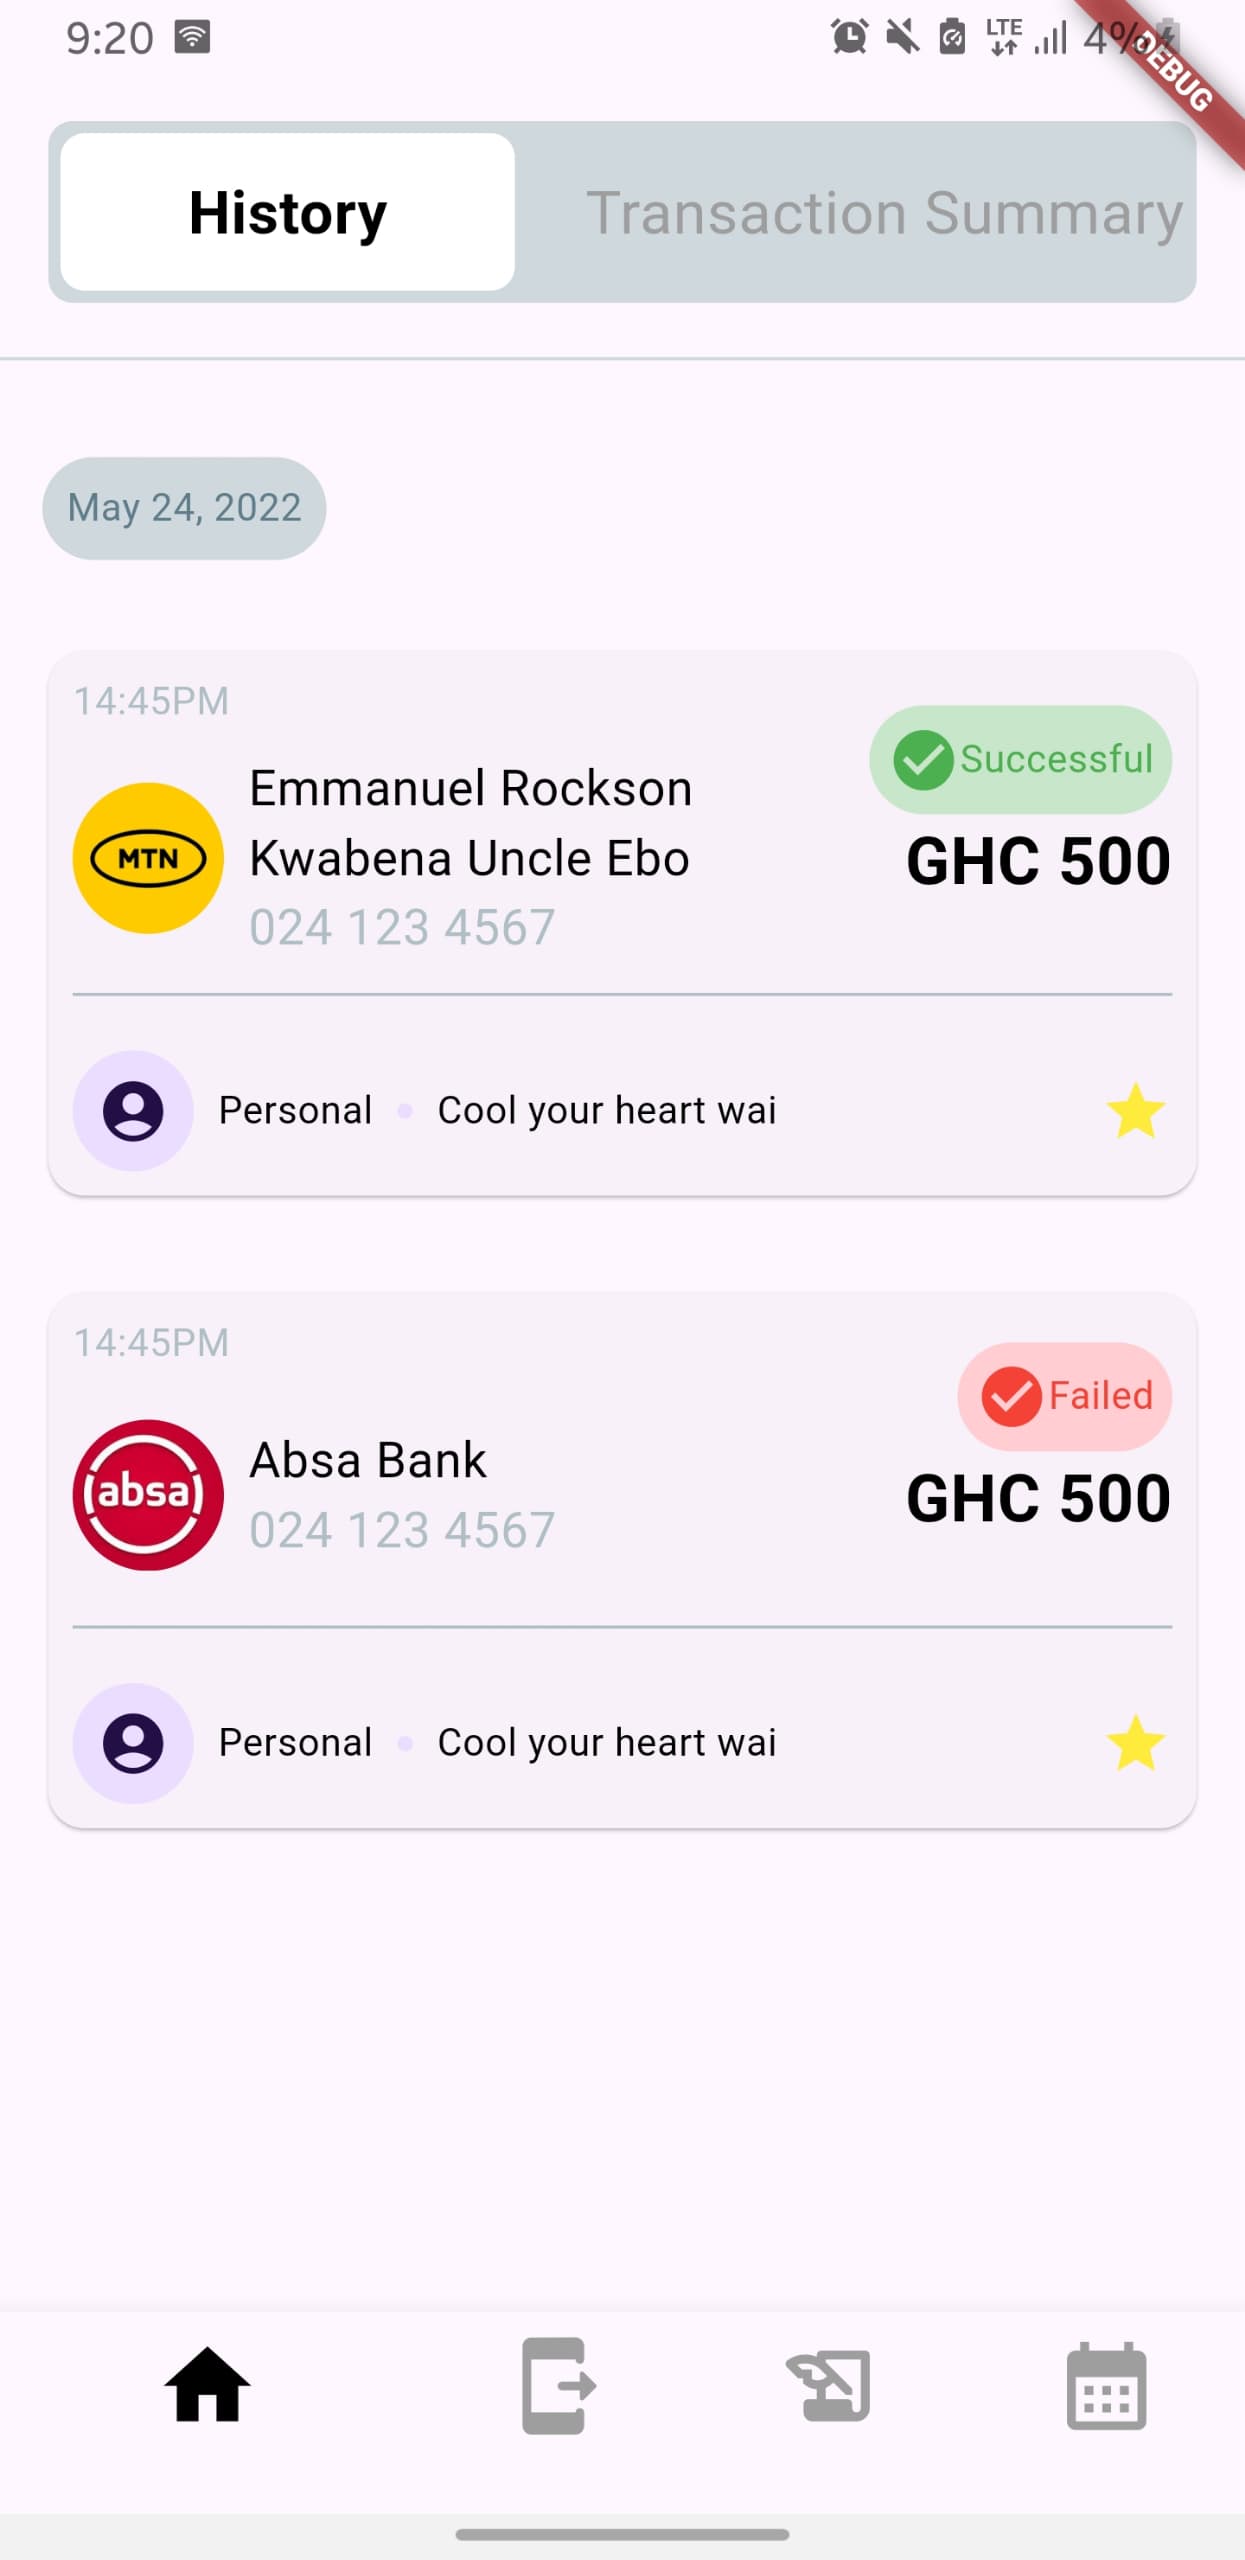 9:20
LTE
4%
DEBUG
History
Transaction Summary
May 24, 2022
14:45PM
Successful
MTN
Emmanuel Rockson
Kwabena Uncle Ebo
GHC 500
024 123 4567
Personal
Cool your heart wai
14:45PM
Failed
absa
Absa Bank
GHC 500
024 123 4567
Personal
Cool your heart wai